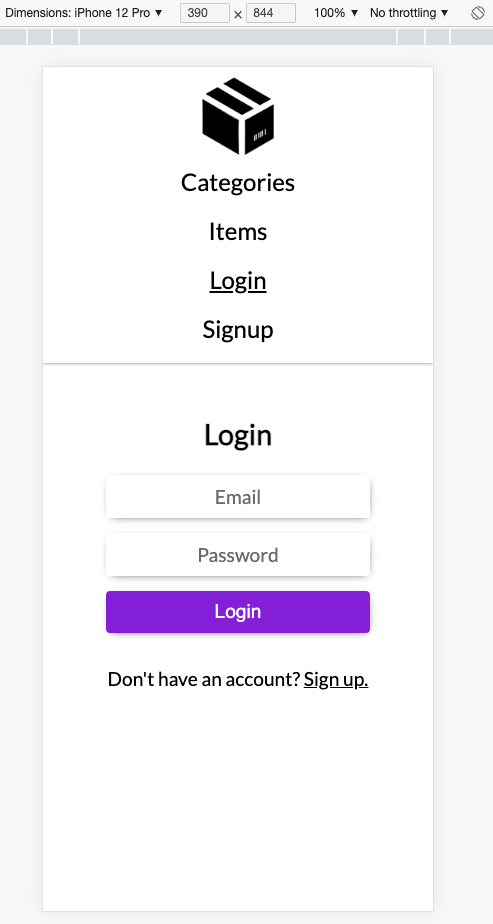 Dimensions: iPhone 12 Pro ▼ 390 × 844 100% ▼ No throttling ▼
Categories
Items
Login
Signup
Login
Email
Password
Login
Don't have an account? Sign up.